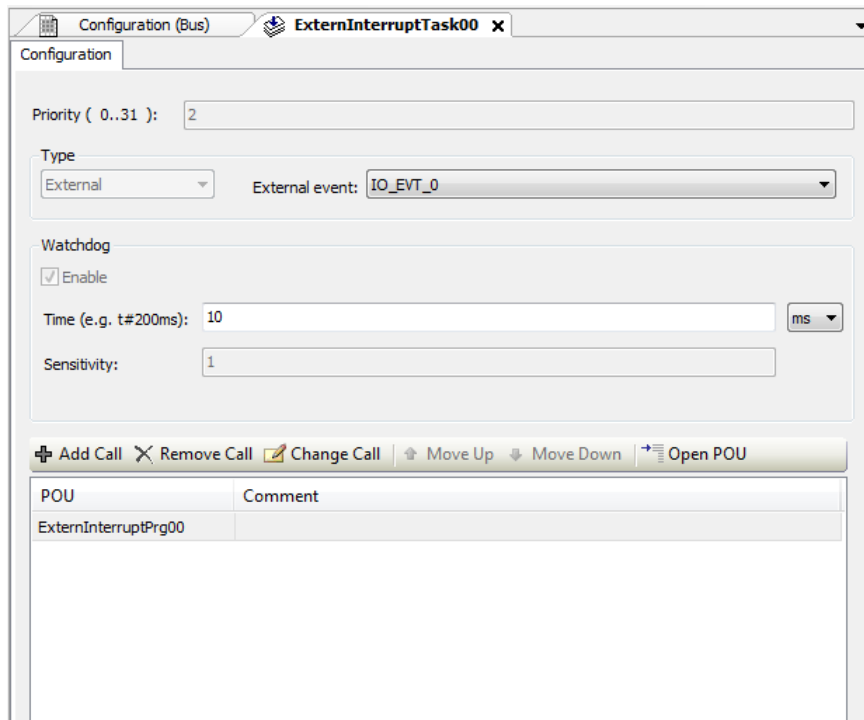 Configuration (Bus) ExternInterruptTask00
Configuration
Priority ( 0..31 ): 2
Type
External External event: IO_EVT_0
Watchdog
Enable
Time (e.g. t#200ms): 10 ms
Sensitivity: 1
Add Call Remove Call Change Call Move Up Move Down Open POU
POU Comment
ExternInterruptPrg00